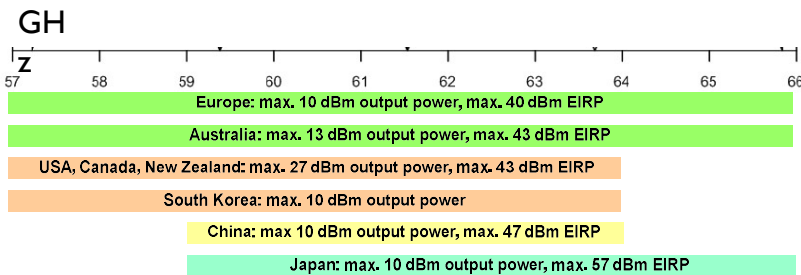 GH
z
57 58 59 60 61 62 63 64 65 66
Europe: max. 10 dBm output power, max. 40 dBm EIRP
Australia: max. 13 dBm output power, max. 43 dBm EIRP
USA, Canada, New Zealand: max. 27 dBm output power, max. 43 dBm EIRP
South Korea: max. 10 dBm output power
China: max 10 dBm output power, max. 47 dBm EIRP
Japan: max. 10 dBm output power, max. 57 dBm EIRP